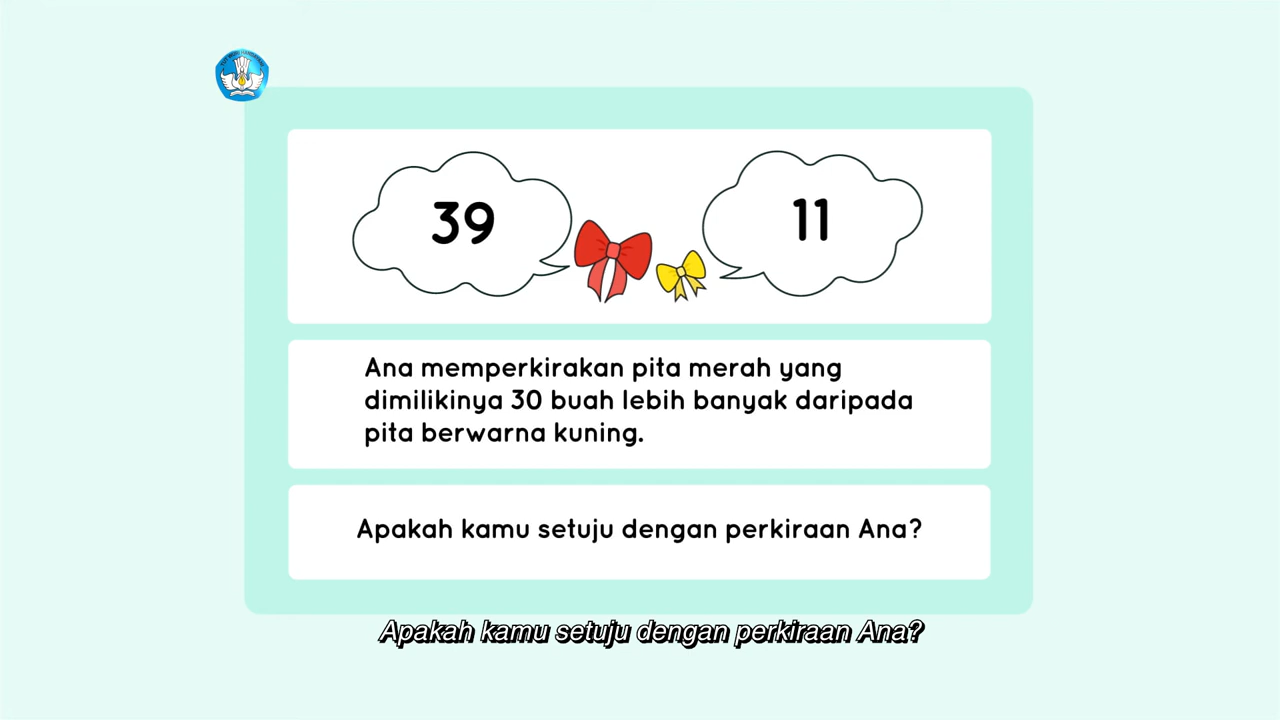 39
11
Ana memperkirakan pita merah yang
dimilikinya 30 buah lebih banyak daripada
pita berwarna kuning.
Apakah kamu setuju dengan perkiraan Ana?
Apakah kamu setuju dengan perkiraan Ana?